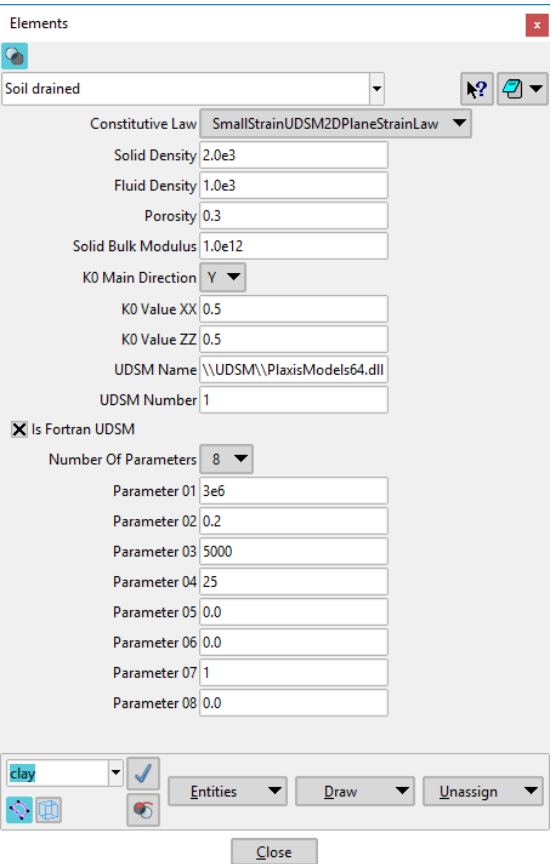 Elements
x
Soil drained
Constitutive Law SmallStrainUDSM2DPlaneStrainLaw
Solid Density 2.0e3
Fluid Density 1.0e3
Porosity 0.3
Solid Bulk Modulus 1.0e12
K0 Main Direction Y
K0 Value XX 0.5
K0 Value ZZ 0.5
UDSM Name \\UDSM\\PlaxisModels64.dll
UDSM Number 1
X Is Fortran UDSM
Number Of Parameters 8
Parameter 01 3e6
Parameter 02 0.2
Parameter 03 5000
Parameter 04 25
Parameter 05 0.0
Parameter 06 0.0
Parameter 07 1
Parameter 08 0.0
clay
Entities Draw Unassign
Close